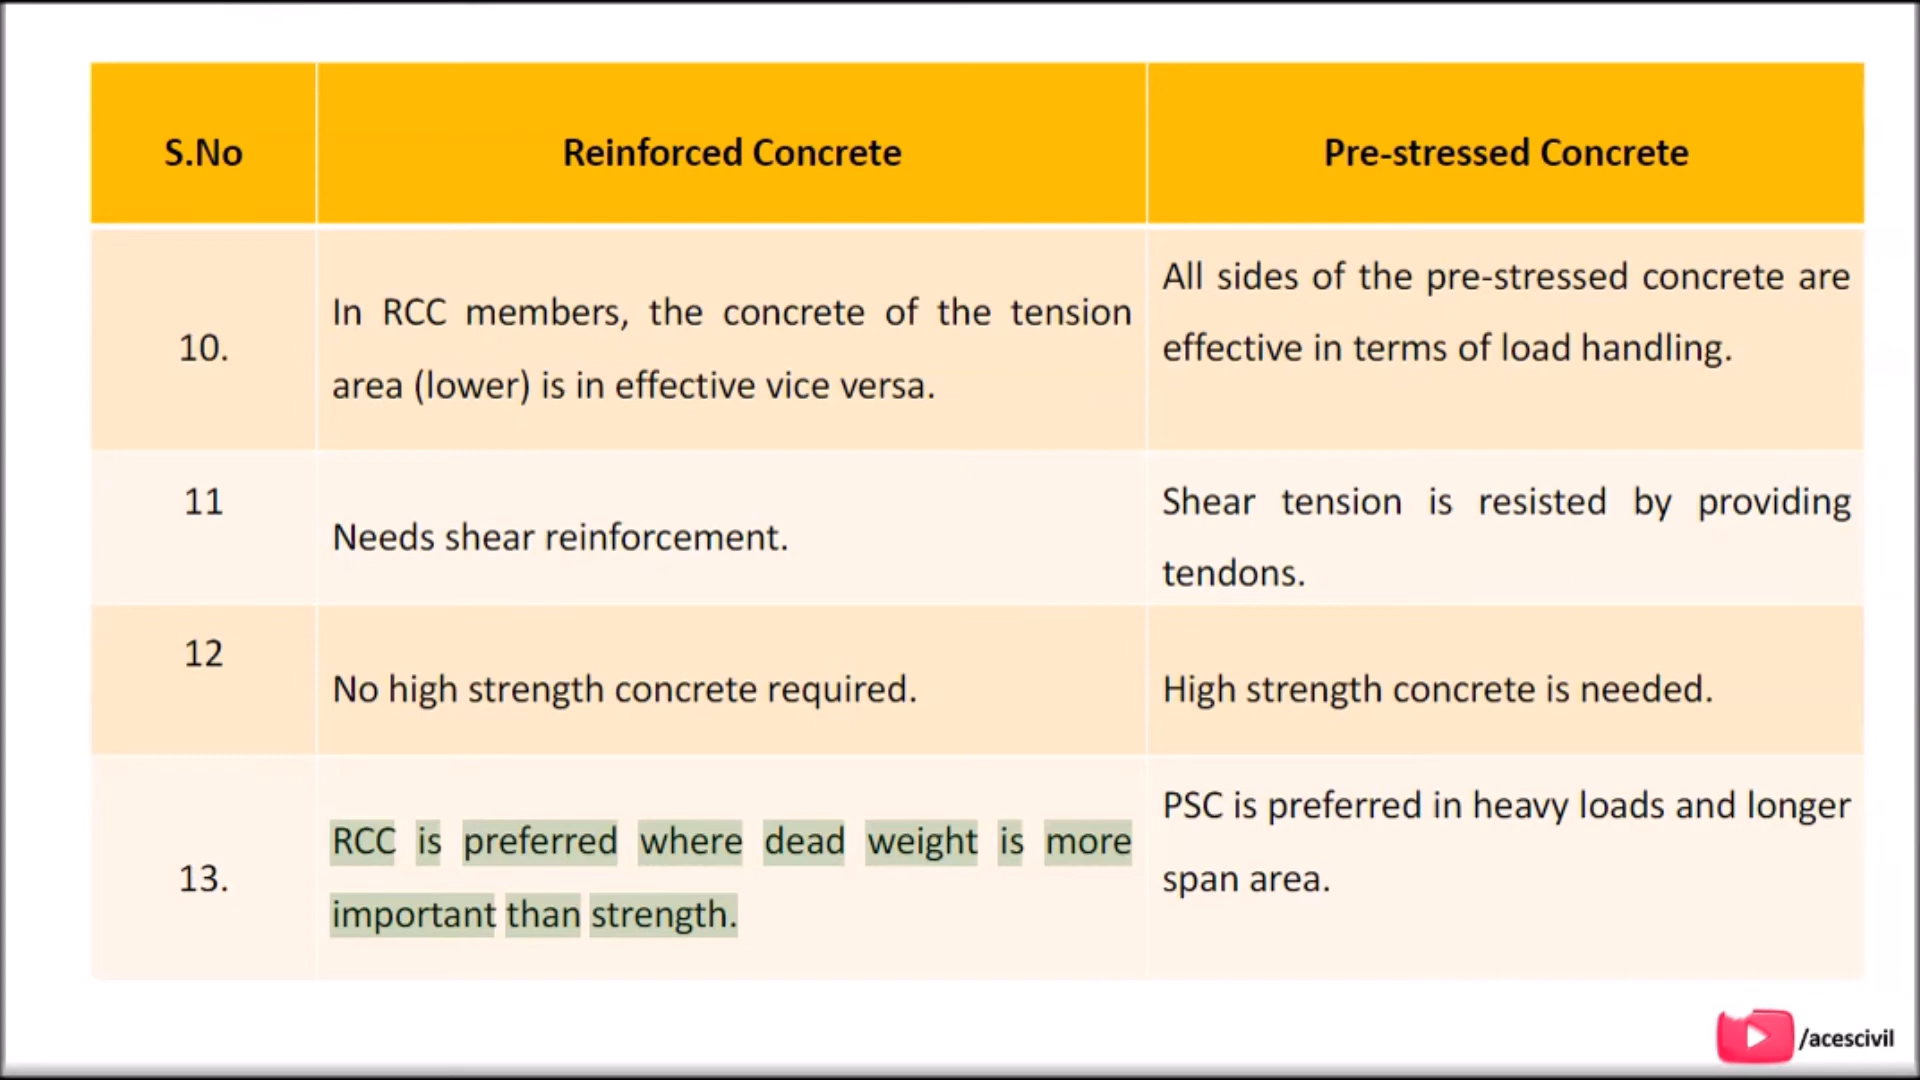 S.No
Reinforced Concrete
Pre-stressed Concrete
10.
In RCC members, the concrete of the tension
area (lower) is in effective vice versa.
All sides of the pre-stressed concrete are
effective in terms of load handling.
11
Needs shear reinforcement.
Shear tension is resisted by providing
tendons.
12
No high strength concrete required.
High strength concrete is needed.
13.
RCC is preferred where dead weight is more
important than strength.
PSC is preferred in heavy loads and longer
span area.
/acescivil